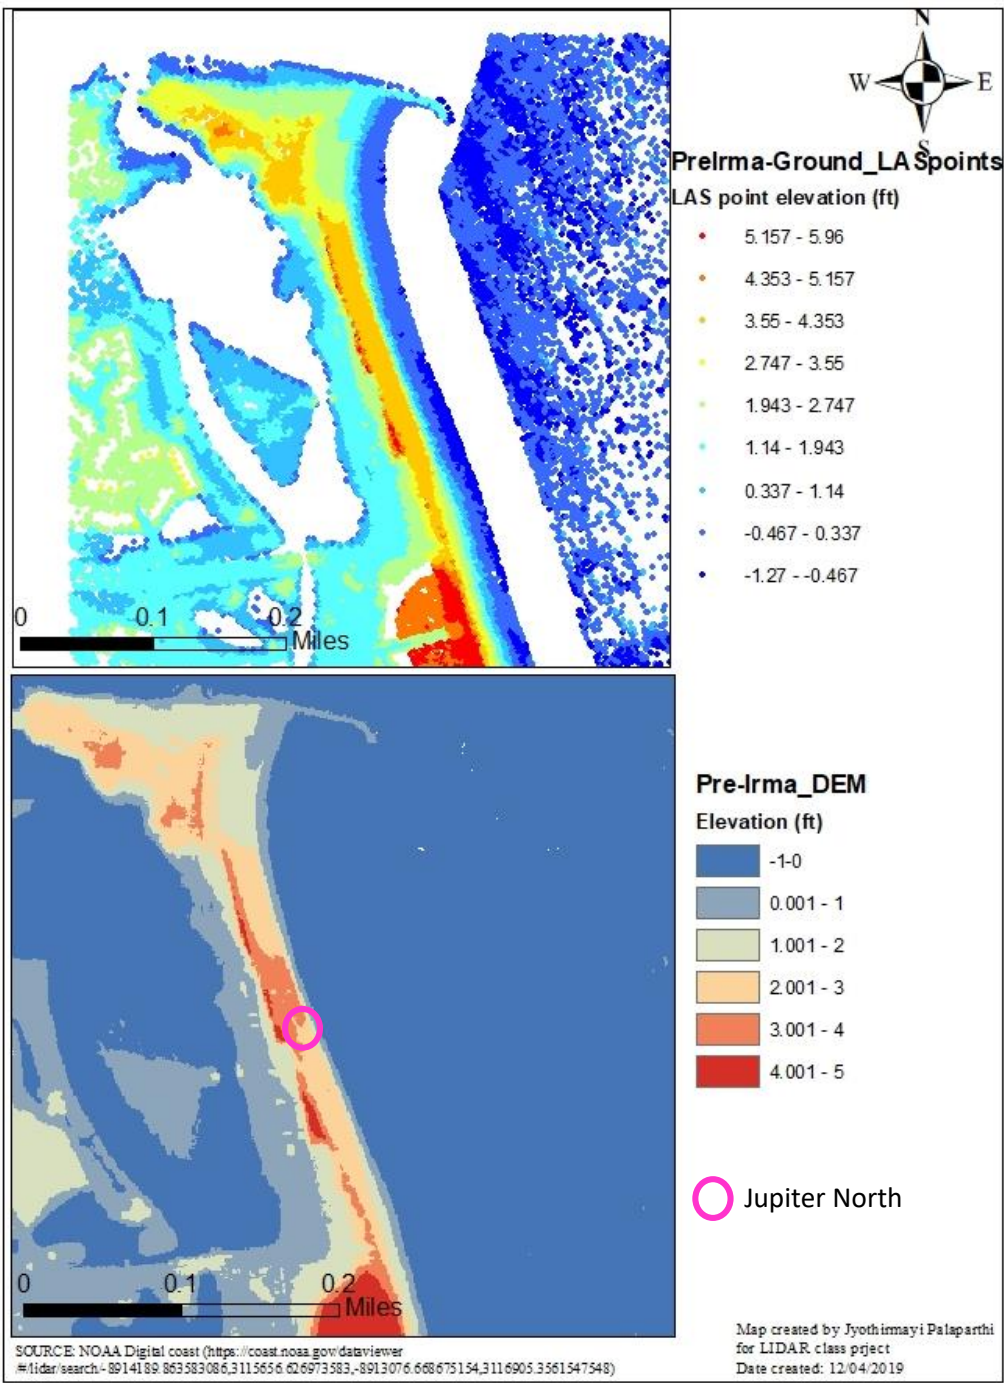 N
W E
S
PreIrma-Ground_LASpoints
LAS point elevation (ft)
5.157 - 5.96
4.353 - 5.157
3.55 - 4.353
2.747 - 3.55
1.943 - 2.747
1.14 - 1.943
0.337 - 1.14
-0.467 - 0.337
-1.27 - -0.467
0 0.1 0.2
Miles
Pre-Irma_DEM
Elevation (ft)
-1-0
0.001 - 1
1.001 - 2
2.001 - 3
3.001 - 4
4.001 - 5
Jupiter North
0 0.1 0.2
Miles
SOURCE: NOAA Digital coast (https://coast.noaa.gov/dataviewer
/#/lidar/search/-8914189.863583086,3115656.626973583,-8913076.668675154,3116905.3561547548)
Map created by Jyothirmayi Palaparthi
for LIDAR class prject
Date created: 12/04/2019